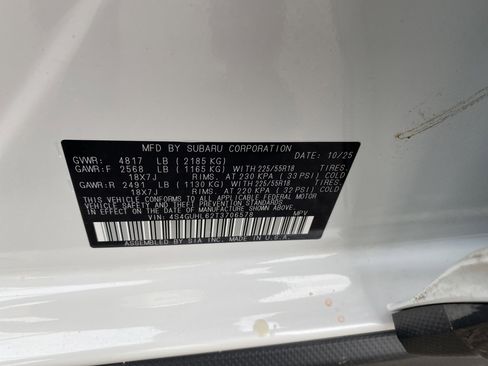 MFD BY SUBARU CORPORATION
DATE: 10/25
GVWR: 4817 LB ( 2185 KG)
GAWR:F 2568 LB ( 1165 KG) WITH 225/55R18 TIRES.
18X7J RIMS. AT 230 KPA ( 33 PSI) COLD
GAWR:R 2491 LB ( 1130 KG) WITH 225/55R18 TIRES.
18X7J RIMS. AT 220 KPA ( 32 PSI) COLD
THIS VEHICLE CONFORMS TO ALL APPLICABLE FEDERAL MOTOR
VEHICLE SAFETY AND THEFT PREVENTION STANDARDS
IN EFFECT ON THE DATE OF MANUFACTURE SHOWN ABOVE.
VIN: 4S4GUHL62T3706578 MPV
ASSEMBLED BY SIA INC. MADE IN U.S.A.